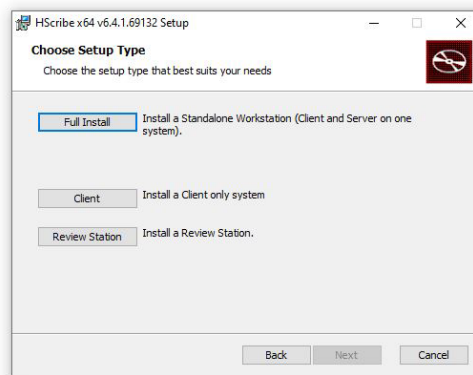 HScribe x64 v6.4.1.69132 Setup
Choose Setup Type
Choose the setup type that best suits your needs
Full Install
Install a Standalone Workstation (Client and Server on one
system).
Client
Install a Client only system
Review Station
Install a Review Station.
Back
Next
Cancel